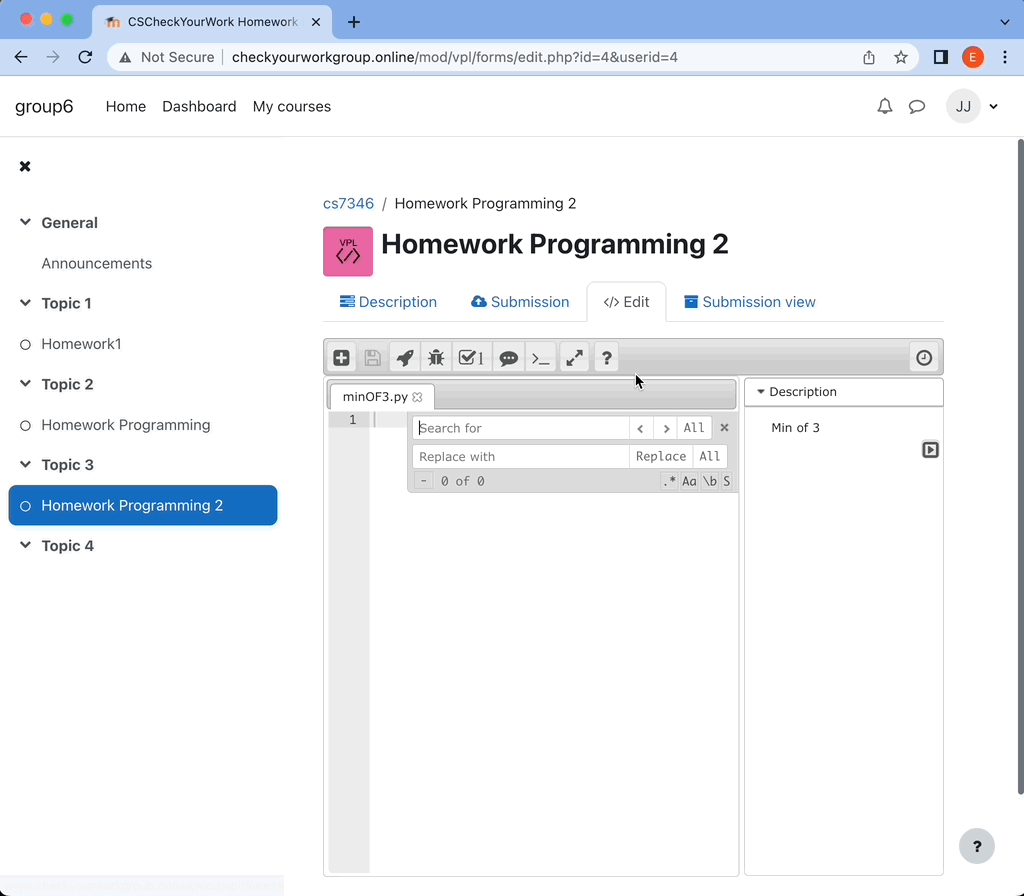 CSCheckYourWork Homework
Not Secure | checkyourworkgroup.online/mod/vpl/forms/edit.php?id=4&userid=4
E
group6
Home Dashboard My courses
JJ
General
Announcements
Topic 1
Homework1
Topic 2
Homework Programming
Topic 3
Homework Programming 2
Topic 4
cs7346 / Homework Programming 2
VPL
</>
Homework Programming 2
Description Submission </> Edit Submission view
1 >_ ?
minOF3.py
Description
1
Search for
All
Replace with
Replace All
- 0 of 0 .* Aa \b S
Min of 3
?